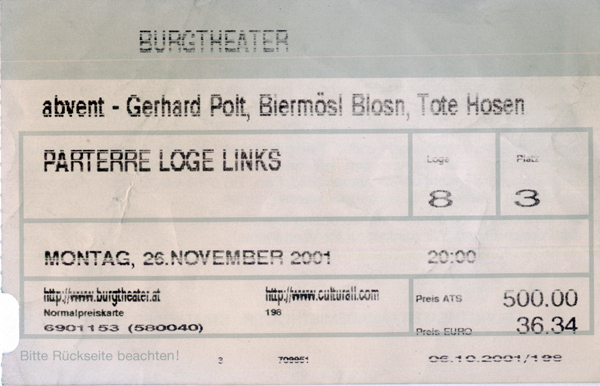 BURGTHEATER
abvent - Gerhard Polt, Biermösl Blosn, Tote Hosen
PARTERRE LOGE LINKS
Loge
8
Platz
3
MONTAG, 26.NOVEMBER 2001 20:00
http://www.burgtheater.at http://www.culturall.com
Normalpreiskarte 198
6901153 (580040)
Preis ATS 500.00
Preis EURO 36.34
Bitte Rückseite beachten!
3 709951 06.10.2001/198